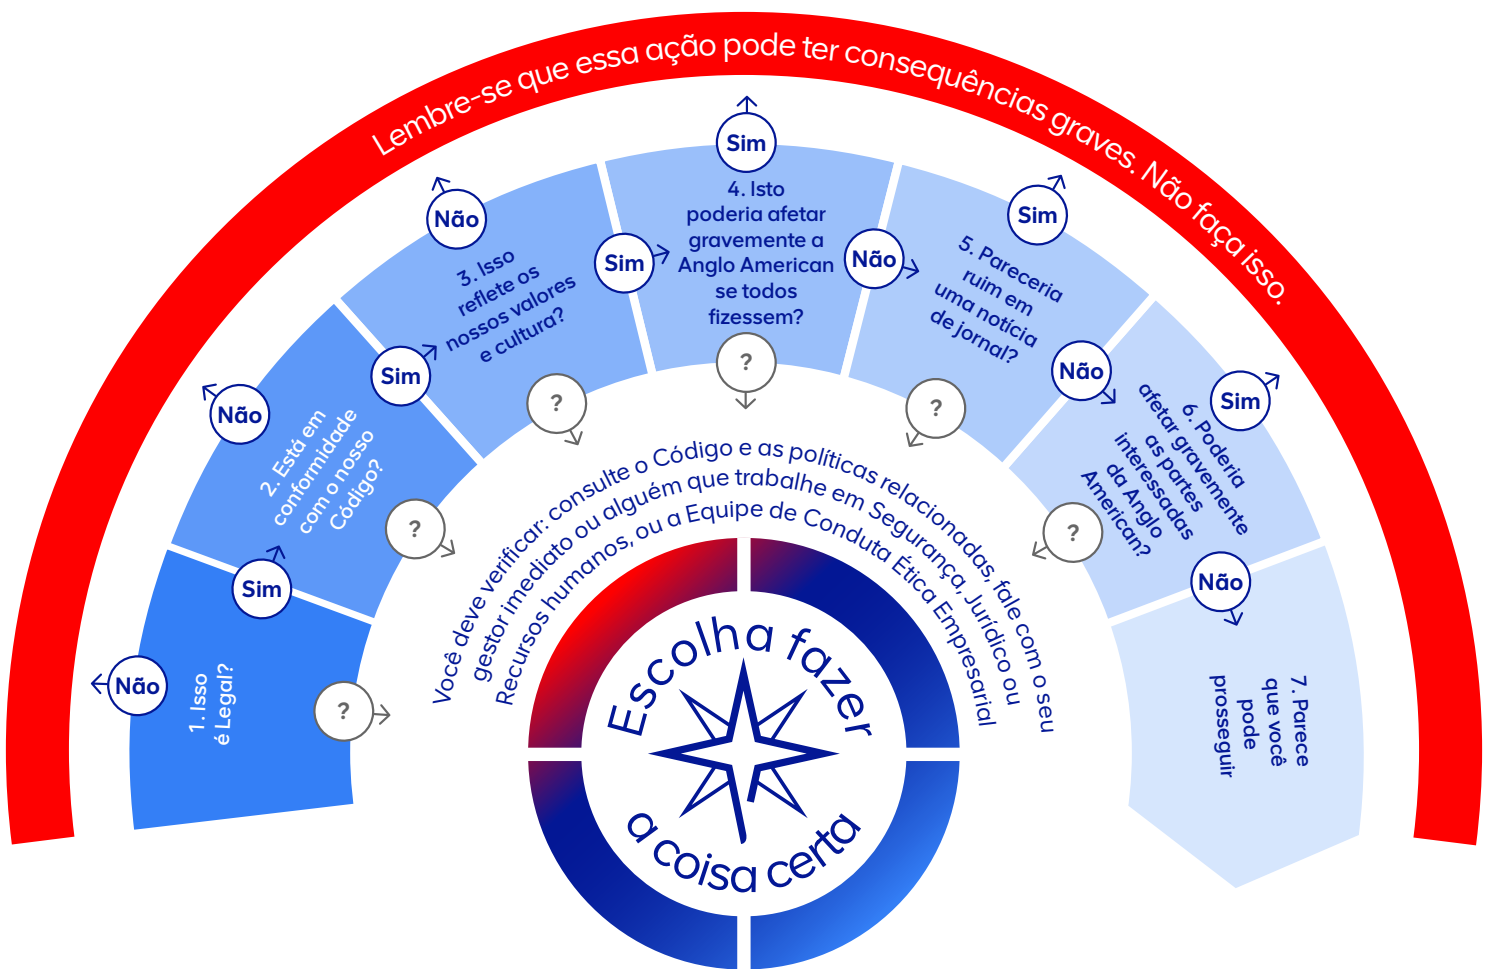 Lembre-se que essa ação pode ter consequências graves. Não faça isso.
1. Isso
é Legal?
Não
?
Sim
2. Está em
conformidade
com o nosso
Código?
Não
?
Sim
3. Isso
reflete os
nossos valores
e cultura?
Não
?
Sim
4. Isto
poderia afetar
gravemente a
Anglo American
se todos
fizessem?
Sim
?
Não
5. Pareceria
ruim em
uma notícia
de jornal?
Sim
?
Não
6. Poderia
afetar gravemente
as partes
interessadas
da Anglo
American?
Sim
?
Não
7. Parece
que você
pode
prosseguir
Você deve verificar: consulte o Código e as políticas relacionadas, fale com o seu
gestor imediato ou alguém que trabalhe em Segurança, Jurídico ou
Recursos humanos, ou a Equipe de Conduta Ética Empresarial
Escolha fazer
a coisa certa